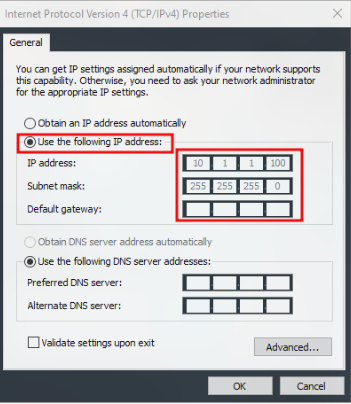 Internet Protocol Version 4 (TCP/IPv4) Properties
General
You can get IP settings assigned automatically if your network supports
this capability. Otherwise, you need to ask your network administrator
for the appropriate IP settings.
Obtain an IP address automatically
Use the following IP address:
IP address: 10 1 1 100
Subnet mask: 255 255 255 0
Default gateway:
Obtain DNS server address automatically
Use the following DNS server addresses:
Preferred DNS server:
Alternate DNS server:
Validate settings upon exit
Advanced...
OK Cancel